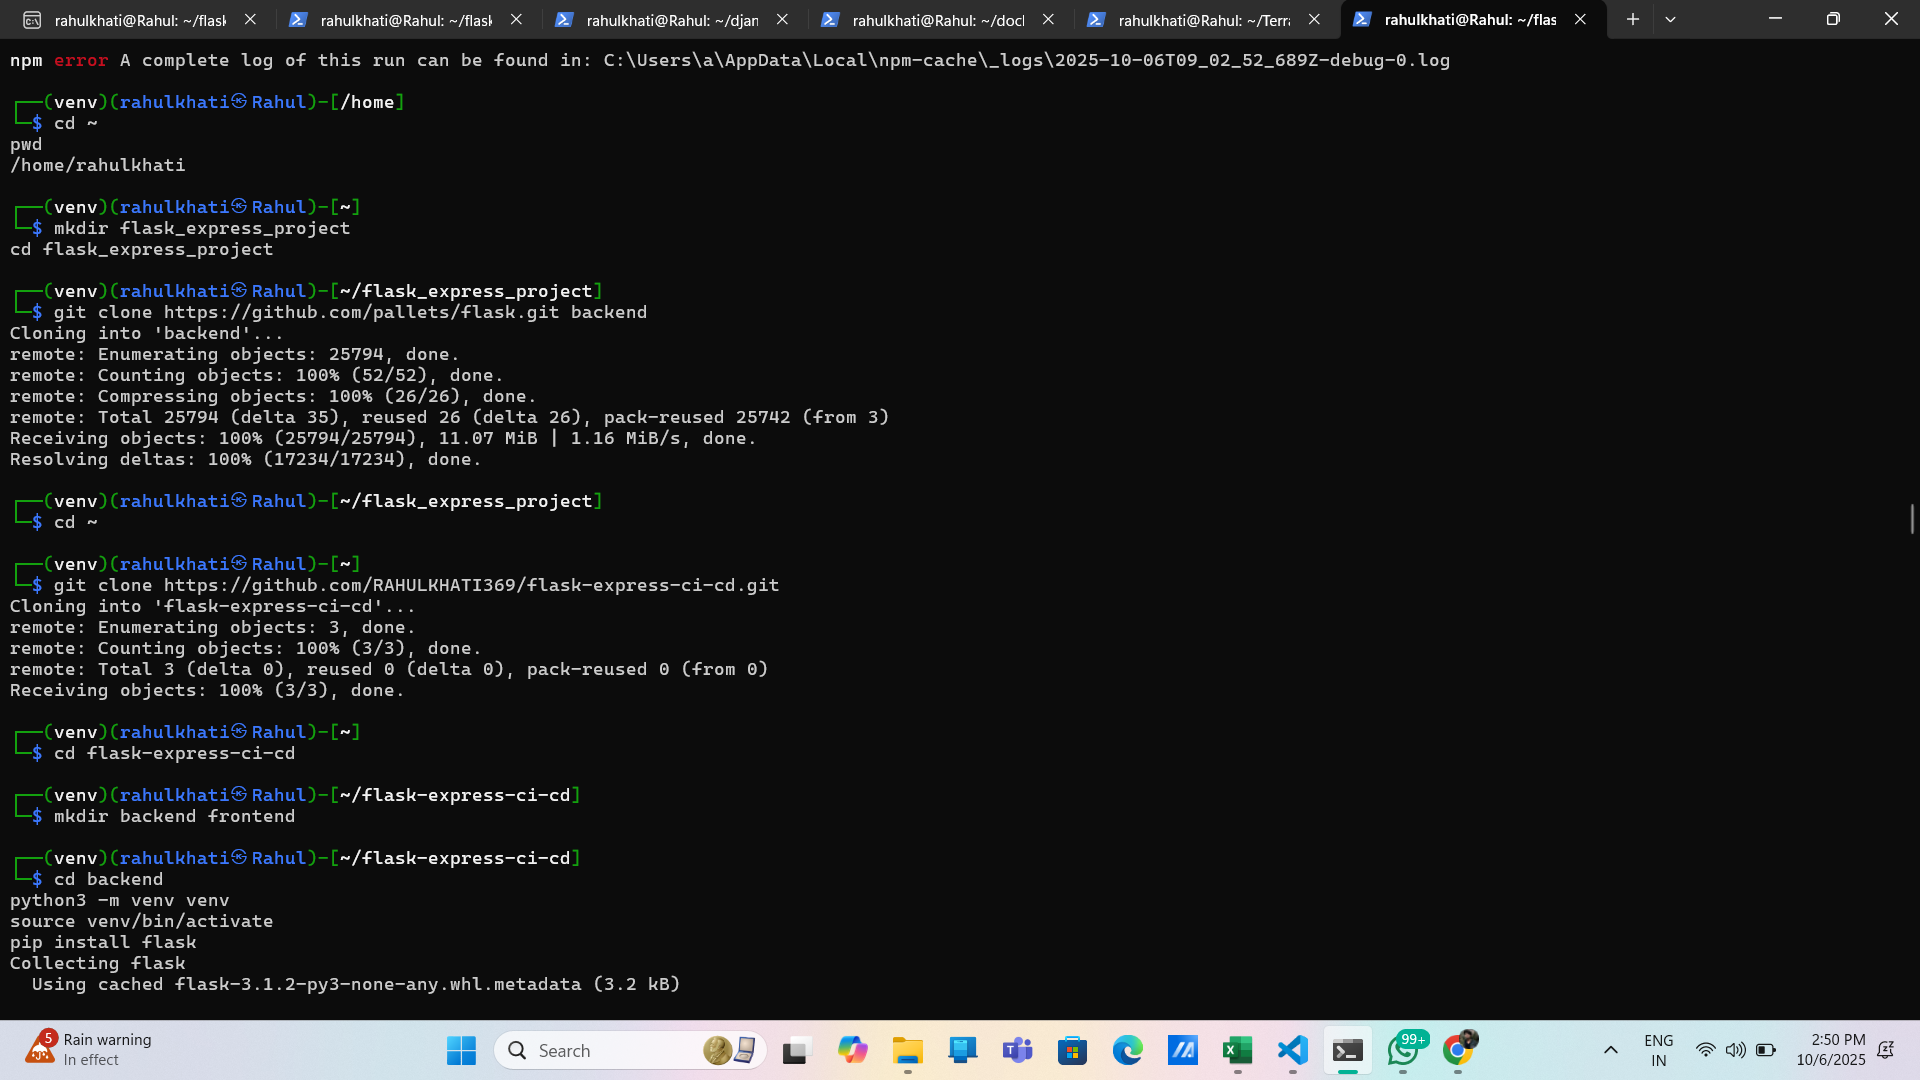 rahulkhati@Rahul: ~/flask
rahulkhati@Rahul: ~/flask
rahulkhati@Rahul: ~/djan
rahulkhati@Rahul: ~/docl
rahulkhati@Rahul: ~/Terra
rahulkhati@Rahul: ~/flas
npm error A complete log of this run can be found in: C:\Users\a\AppData\Local\npm-cache\_logs\2025-10-06T09_02_52_689Z-debug-0.log
┌──(venv)(rahulkhati㉿Rahul)-[/home]
└─$ cd ~
pwd
/home/rahulkhati
┌──(venv)(rahulkhati㉿Rahul)-[~]
└─$ mkdir flask_express_project
cd flask_express_project
┌──(venv)(rahulkhati㉿Rahul)-[~/flask_express_project]
└─$ git clone https://github.com/pallets/flask.git backend
Cloning into 'backend'...
remote: Enumerating objects: 25794, done.
remote: Counting objects: 100% (52/52), done.
remote: Compressing objects: 100% (26/26), done.
remote: Total 25794 (delta 35), reused 26 (delta 26), pack-reused 25742 (from 3)
Receiving objects: 100% (25794/25794), 11.07 MiB | 1.16 MiB/s, done.
Resolving deltas: 100% (17234/17234), done.
┌──(venv)(rahulkhati㉿Rahul)-[~/flask_express_project]
└─$ cd ~
┌──(venv)(rahulkhati㉿Rahul)-[~]
└─$ git clone https://github.com/RAHULKHATI369/flask-express-ci-cd.git
Cloning into 'flask-express-ci-cd'...
remote: Enumerating objects: 3, done.
remote: Counting objects: 100% (3/3), done.
remote: Total 3 (delta 0), reused 0 (delta 0), pack-reused 0 (from 0)
Receiving objects: 100% (3/3), done.
┌──(venv)(rahulkhati㉿Rahul)-[~]
└─$ cd flask-express-ci-cd
┌──(venv)(rahulkhati㉿Rahul)-[~/flask-express-ci-cd]
└─$ mkdir backend frontend
┌──(venv)(rahulkhati㉿Rahul)-[~/flask-express-ci-cd]
└─$ cd backend
python3 -m venv venv
source venv/bin/activate
pip install flask
Collecting flask
  Using cached flask-3.1.2-py3-none-any.whl.metadata (3.2 kB)
5
Rain warning
In effect
Search
99+
ENG
IN
2:50 PM
10/6/2025